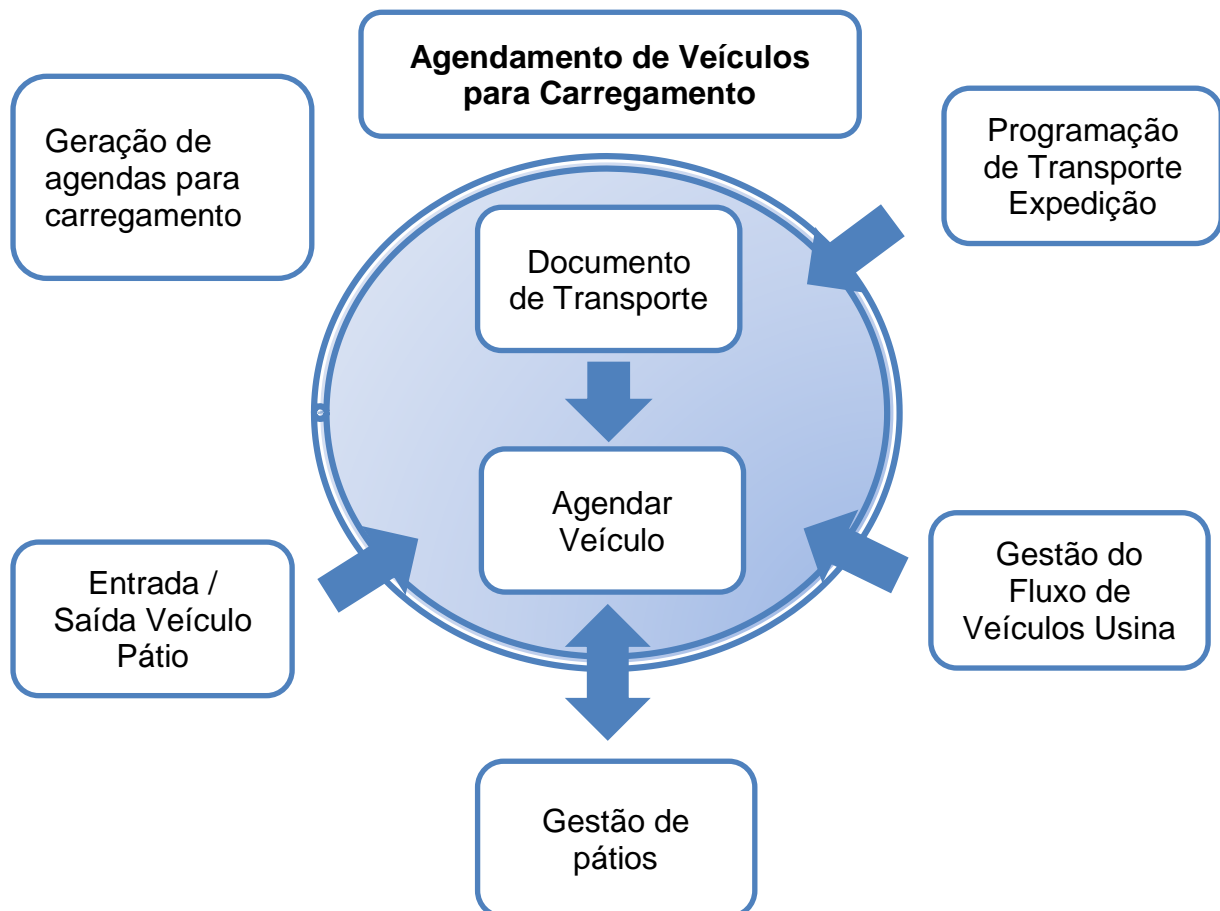 Agendamento de Veículos
para Carregamento
Geração de
agendas para
carregamento
Programação
de Transporte
Expedição
Documento
de Transporte
Agendar
Veículo
Entrada /
Saída Veículo
Pátio
Gestão do
Fluxo de
Veículos Usina
Gestão de
pátios